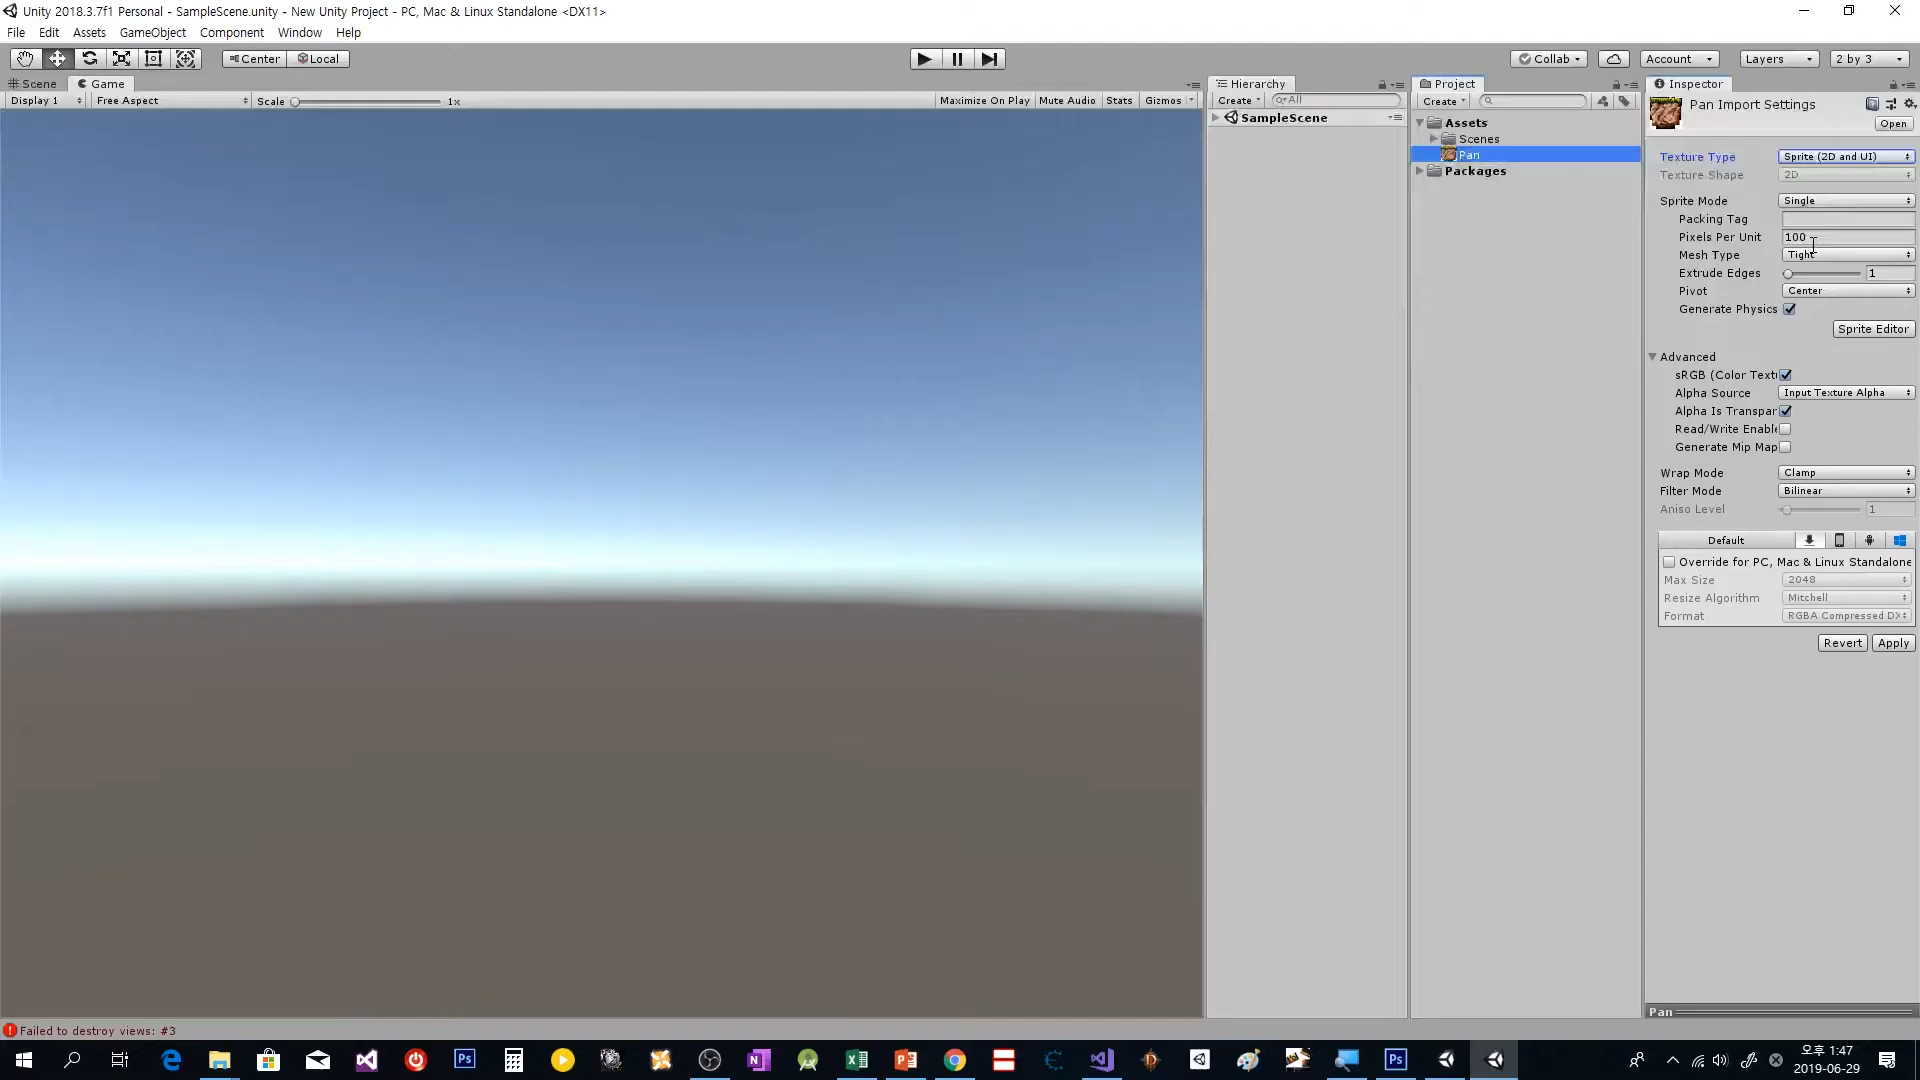 Unity 2018.3.7f1 Personal - SampleScene.unity - New Unity Project - PC, Mac & Linux Standalone <DX11>
File Edit Assets GameObject Component Window Help
Center Local Collab Account Layers 2 by 3
Scene Game Hierarchy Project Inspector
Display 1 Free Aspect Scale 1x Maximize On Play Mute Audio Stats Gizmos
Create All
SampleScene
Create
Assets
Scenes
Pan
Packages
Pan Import Settings
Open
Texture Type Sprite (2D and UI)
Texture Shape 2D
Sprite Mode Single
Packing Tag
Pixels Per Unit 100
Mesh Type Tight
Extrude Edges 1
Pivot Center
Generate Physics
Sprite Editor
Advanced
sRGB (Color Text
Alpha Source Input Texture Alpha
Alpha Is Transpar
Read/Write Enable
Generate Mip Map
Wrap Mode Clamp
Filter Mode Bilinear
Aniso Level 1
Default
Override for PC, Mac & Linux Standalone
Max Size 2048
Resize Algorithm Mitchell
Format RGBA Compressed DX
Revert Apply
Pan
Failed to destroy views: #3
오후 1:47
2019-06-29